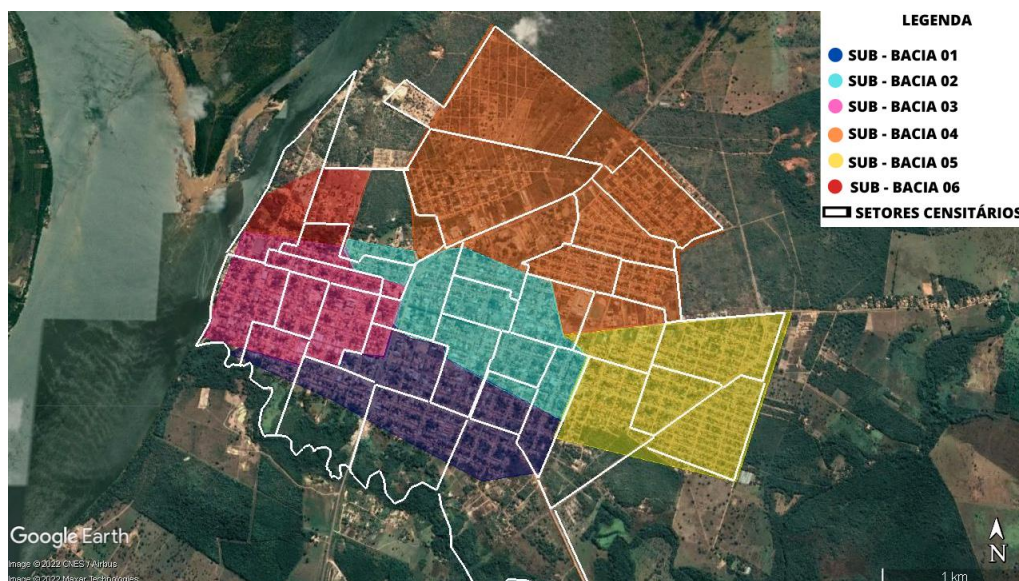 LEGENDA
SUB - BACIA 01
SUB - BACIA 02
SUB - BACIA 03
SUB - BACIA 04
SUB - BACIA 05
SUB - BACIA 06
SETORES CENSITÁRIOS
Google Earth
Image © 2022 CNES / Airbus
Image © 2022 Maxar Technologies
N
1 km